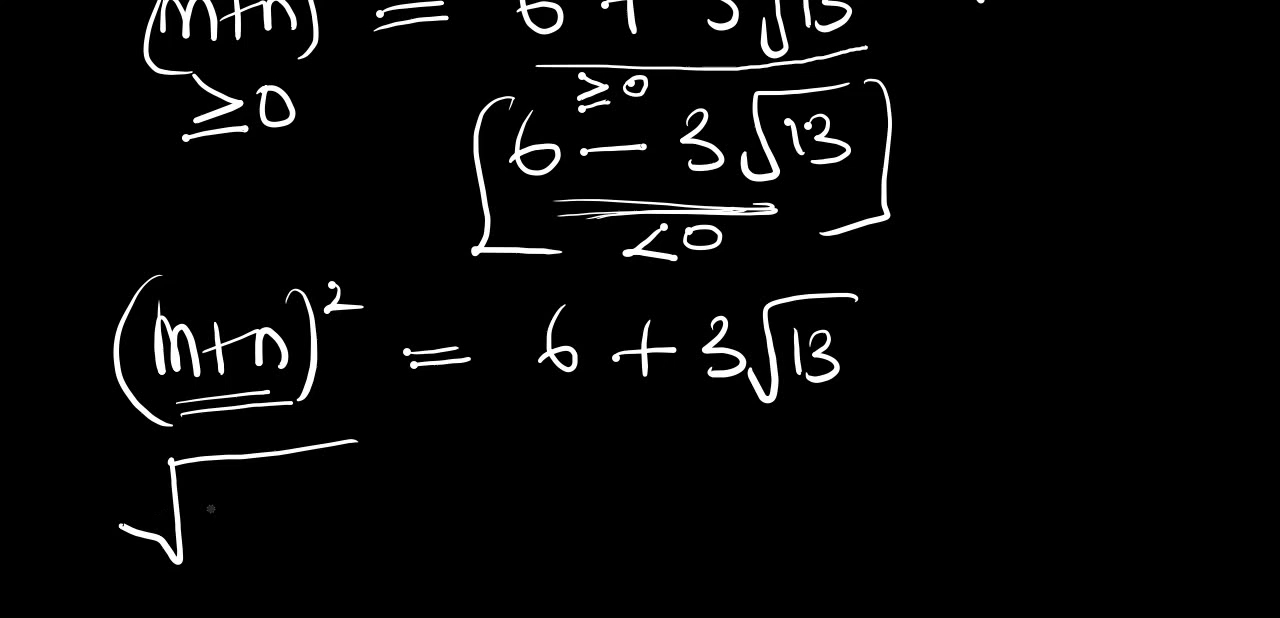 (m+n) = 6 + 3√13
≥0 ≥0
[6 - 3√13]
<0
(m+n)² = 6 + 3√13
√